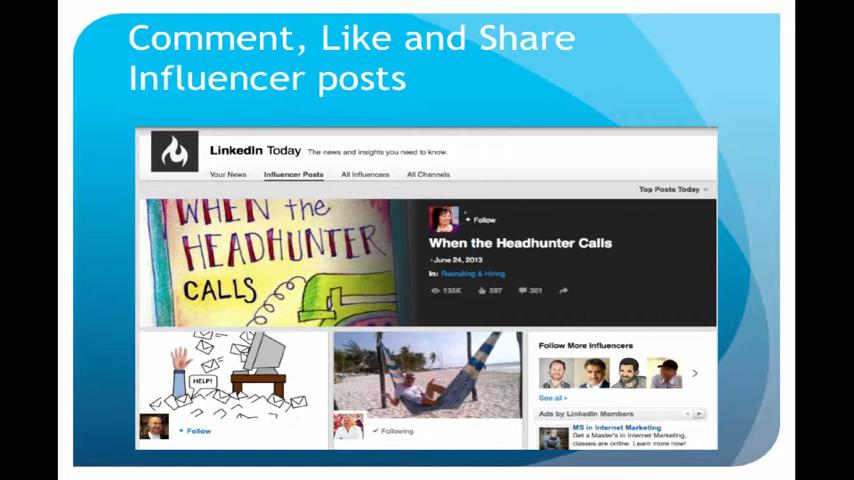 Comment, Like and Share
Influencer posts
LinkedIn Today The news and insights you need to know.
Your News Influencer Posts All Influencers All Channels
Top Posts Today
WHEN the
HEADHUNTER
CALLS
+ Follow
When the Headhunter Calls
· June 24, 2013
In: Recruiting & Hiring
135K 587 301
HELP!
+ Follow
Following
Follow More Influencers
See all
Ads by LinkedIn Members
MS in Internet Marketing
Get a Master's in Internet Marketing,
classes are online. Learn more now!